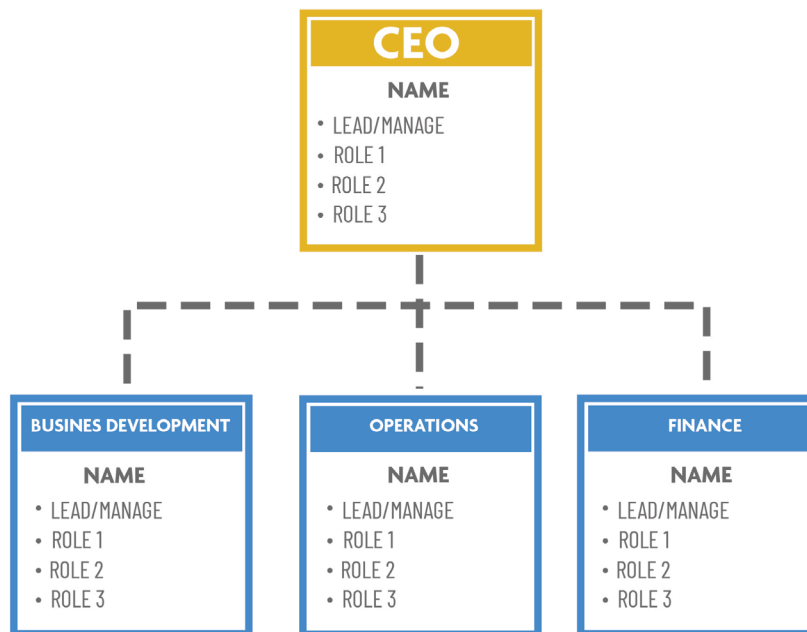 CEO
NAME
• LEAD/MANAGE
• ROLE 1
• ROLE 2
• ROLE 3
BUSINES DEVELOPMENT
NAME
• LEAD/MANAGE
• ROLE 1
• ROLE 2
• ROLE 3
OPERATIONS
NAME
• LEAD/MANAGE
• ROLE 1
• ROLE 2
• ROLE 3
FINANCE
NAME
• LEAD/MANAGE
• ROLE 1
• ROLE 2
• ROLE 3